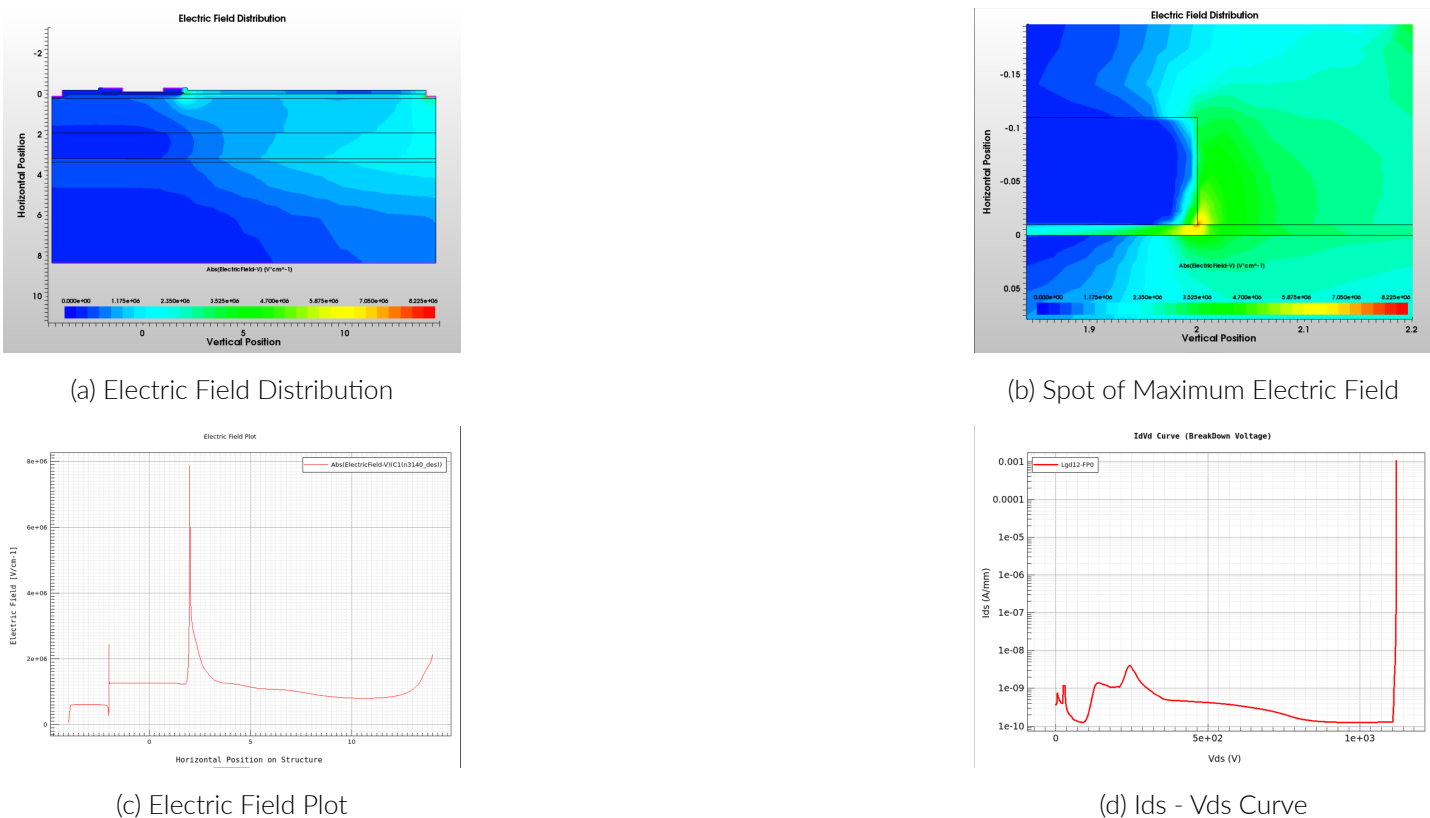 Electric Field Distribution
-2
0
2
4
6
8
10
Horizontal Position
Abs(ElectricField-V) (V*cm^-1)
0.000e+00 1.175e+06 2.350e+06 3.525e+06 4.700e+06 5.875e+06 7.050e+06 8.225e+06
0 5 10
Vertical Position
(a) Electric Field Distribution
Electric Field Distribution
-0.15
-0.1
-0.05
0
0.05
Horizontal Position
Abs(ElectricField-V) (V*cm^-1)
0.000e+00 1.175e+06 2.350e+06 3.525e+06 4.700e+06 5.875e+06 7.050e+06 8.225e+06
1.9 2 2.1 2.2
Vertical Position
(b) Spot of Maximum Electric Field
Electric Field Plot
Abs(ElectricField-V)(C1(n3140_des))
8e+06
6e+06
4e+06
2e+06
0
Electric Field [V/cm-1]
0 5 10
Horizontal Position on Structure
(c) Electric Field Plot
IdVd Curve (BreakDown Voltage)
Lgd12-FP0
0.001
0.0001
1e-05
1e-06
1e-07
1e-08
1e-09
1e-10
Ids (A/mm)
0 5e+02 1e+03
Vds (V)
(d) Ids - Vds Curve